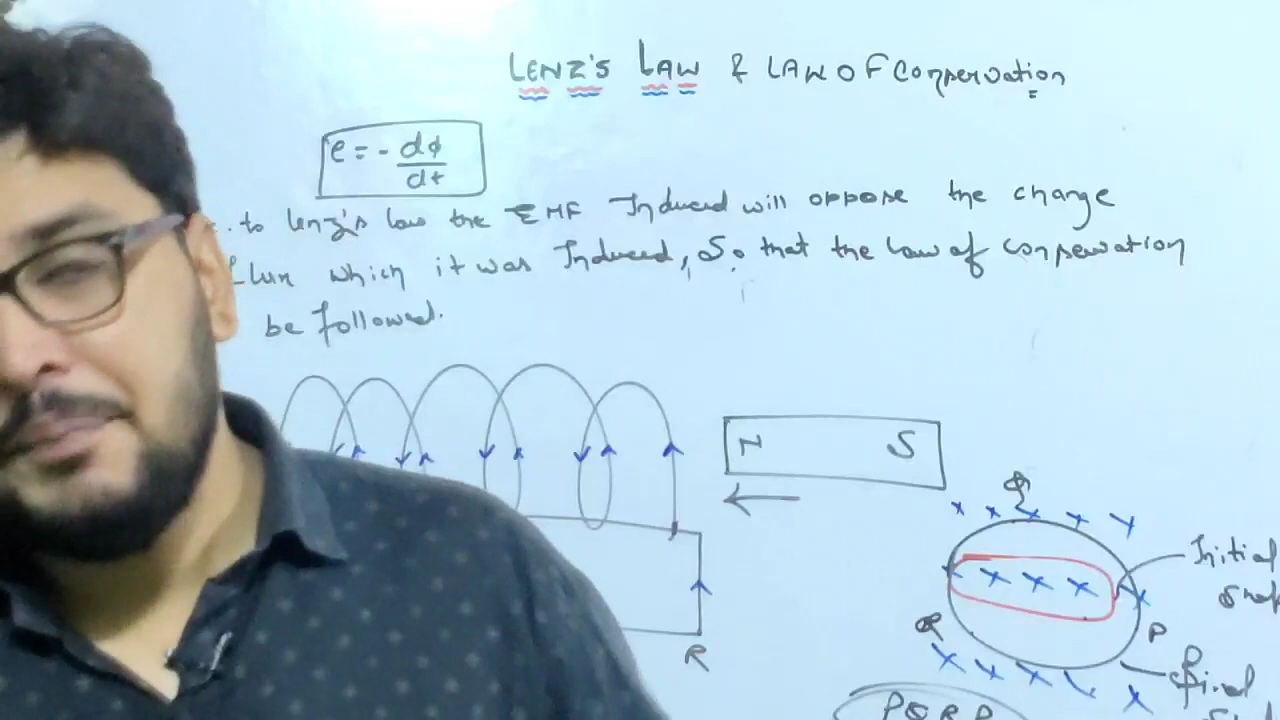 LENZ'S LAW & LAW OF Conservation
e = - dφ/dt
. to Lenz's law the EMF Induced will oppose the change
flux which it was Induced, So that the law of conservation
be followed.
N S
Q
Initial
R
P
Final
PQRP